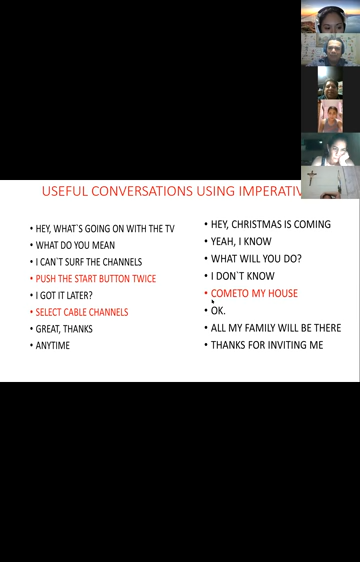 USEFUL CONVERSATIONS USING IMPERATIV
• HEY, WHAT`S GOING ON WITH THE TV
• WHAT DO YOU MEAN
• I CAN`T SURF THE CHANNELS
• PUSH THE START BUTTON TWICE
• I GOT IT LATER?
• SELECT CABLE CHANNELS
• GREAT, THANKS
• ANYTIME
• HEY, CHRISTMAS IS COMING
• YEAH, I KNOW
• WHAT WILL YOU DO?
• I DON`T KNOW
• COMETO MY HOUSE
• OK.
• ALL MY FAMILY WILL BE THERE
• THANKS FOR INVITING ME